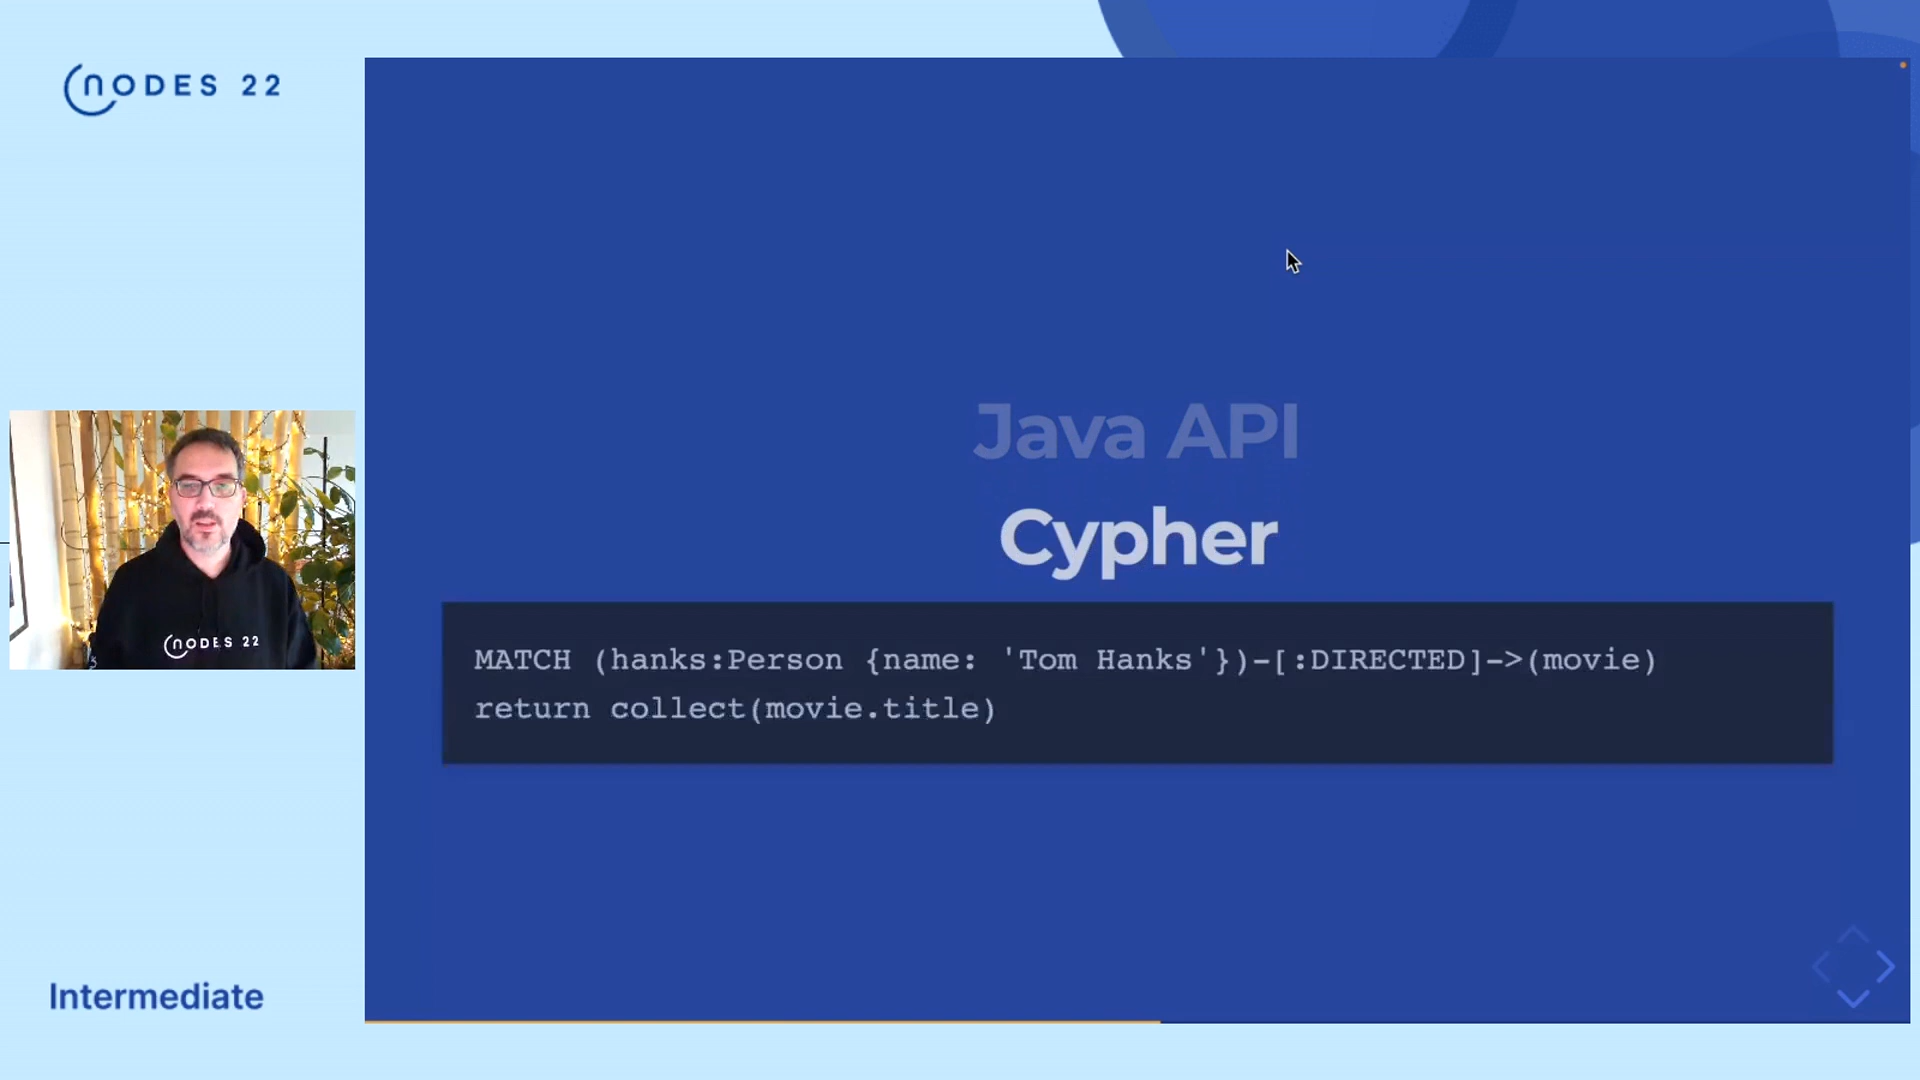 NODES 22
Java API
Cypher
MATCH (hanks:Person {name: 'Tom Hanks'})-[:DIRECTED]->(movie)
return collect(movie.title)
NODES 22
Intermediate